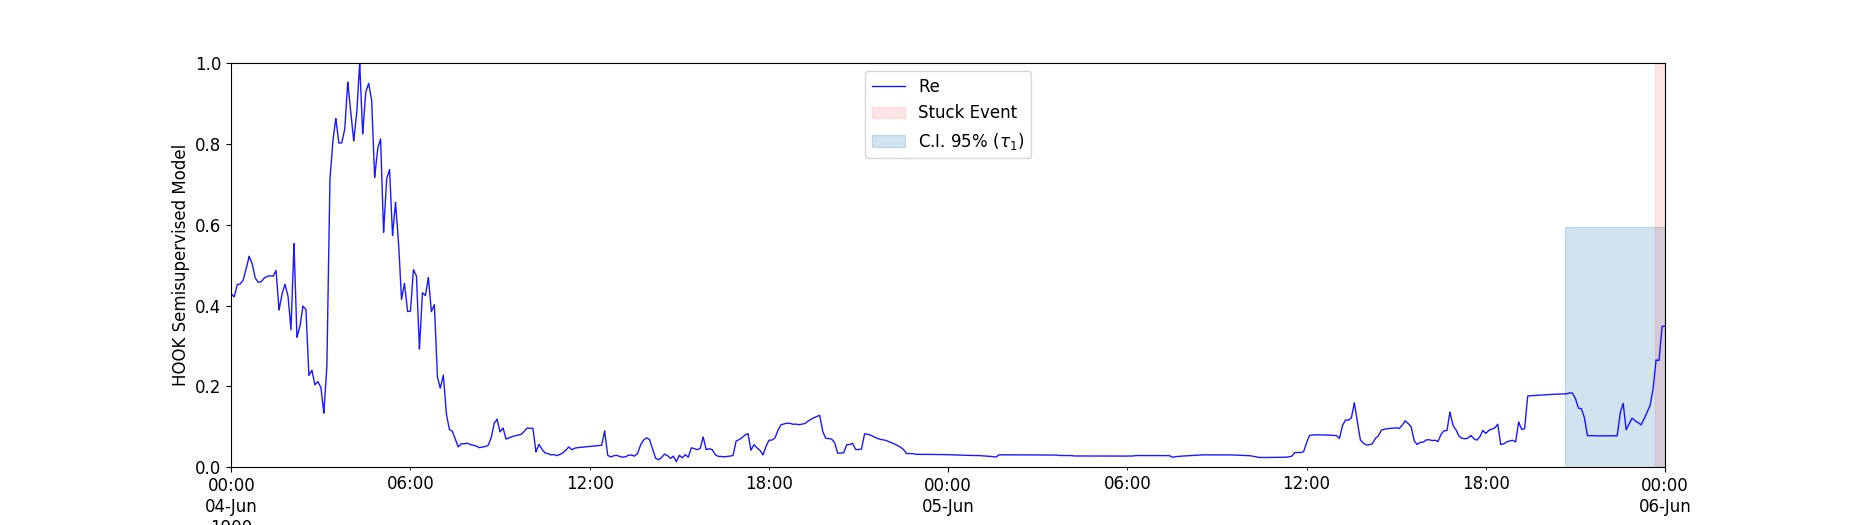 HOOK Semisupervised Model
1.0
0.8
0.6
0.4
0.2
0.0
Re
Stuck Event
C.I. 95% (τ₁)
00:00 06:00 12:00 18:00 00:00 06:00 12:00 18:00 00:00
04-Jun 05-Jun 06-Jun
1900